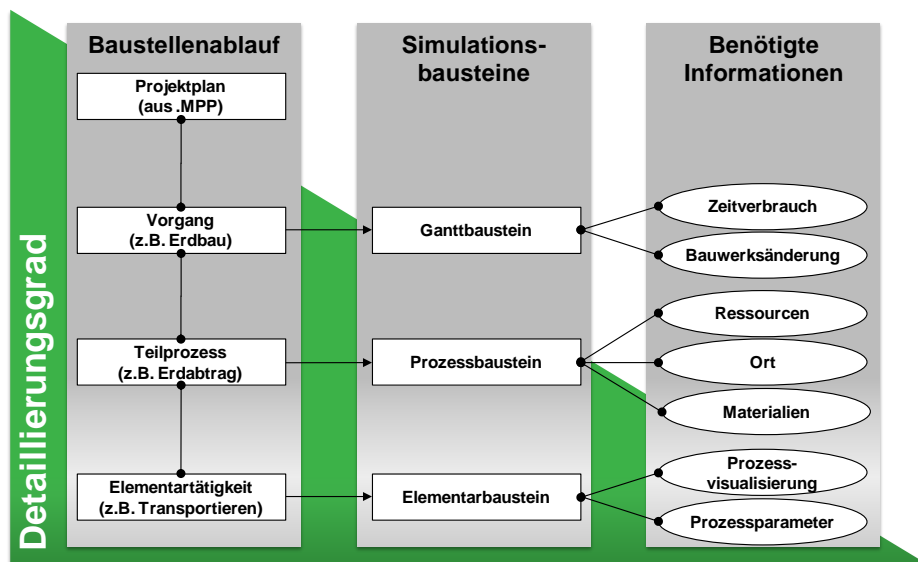 Detaillierungsgrad
Baustellenablauf
Projektplan
(aus .MPP)
Vorgang
(z.B. Erdbau)
Teilprozess
(z.B. Erdabtrag)
Elementartätigkeit
(z.B. Transportieren)
Simulations-
bausteine
Ganttbaustein
Prozessbaustein
Elementarbaustein
Benötigte
Informationen
Zeitverbrauch
Bauwerksänderung
Ressourcen
Ort
Materialien
Prozess-
visualisierung
Prozessparameter